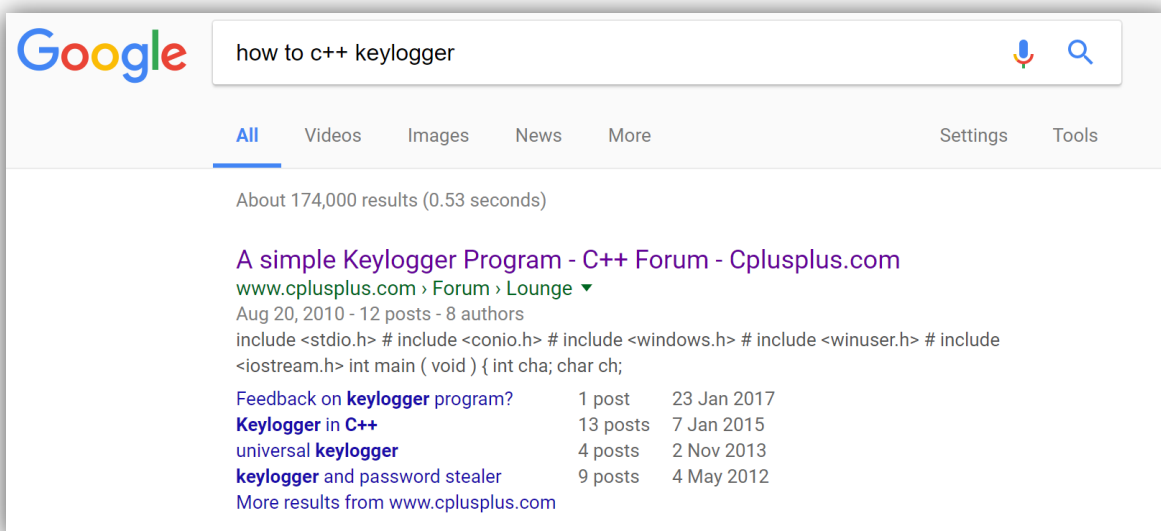 Google
how to c++ keylogger
All Videos Images News More Settings Tools
About 174,000 results (0.53 seconds)
A simple Keylogger Program - C++ Forum - Cplusplus.com
www.cplusplus.com › Forum › Lounge
Aug 20, 2010 - 12 posts - 8 authors
include <stdio.h> # include <conio.h> # include <windows.h> # include <winuser.h> # include
<iostream.h> int main ( void ) { int cha; char ch;
Feedback on keylogger program? 1 post 23 Jan 2017
Keylogger in C++ 13 posts 7 Jan 2015
universal keylogger 4 posts 2 Nov 2013
keylogger and password stealer 9 posts 4 May 2012
More results from www.cplusplus.com